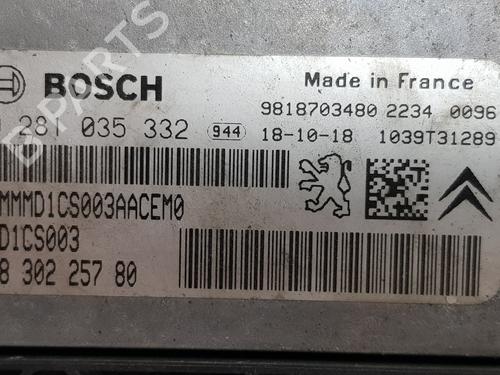 BOSCH
Made in France
281 035 332
944
9818703480 2234 0096
18-10-18 1039T31289
MMMD1CS003AACEM0
D1CS003
8 302 257 80